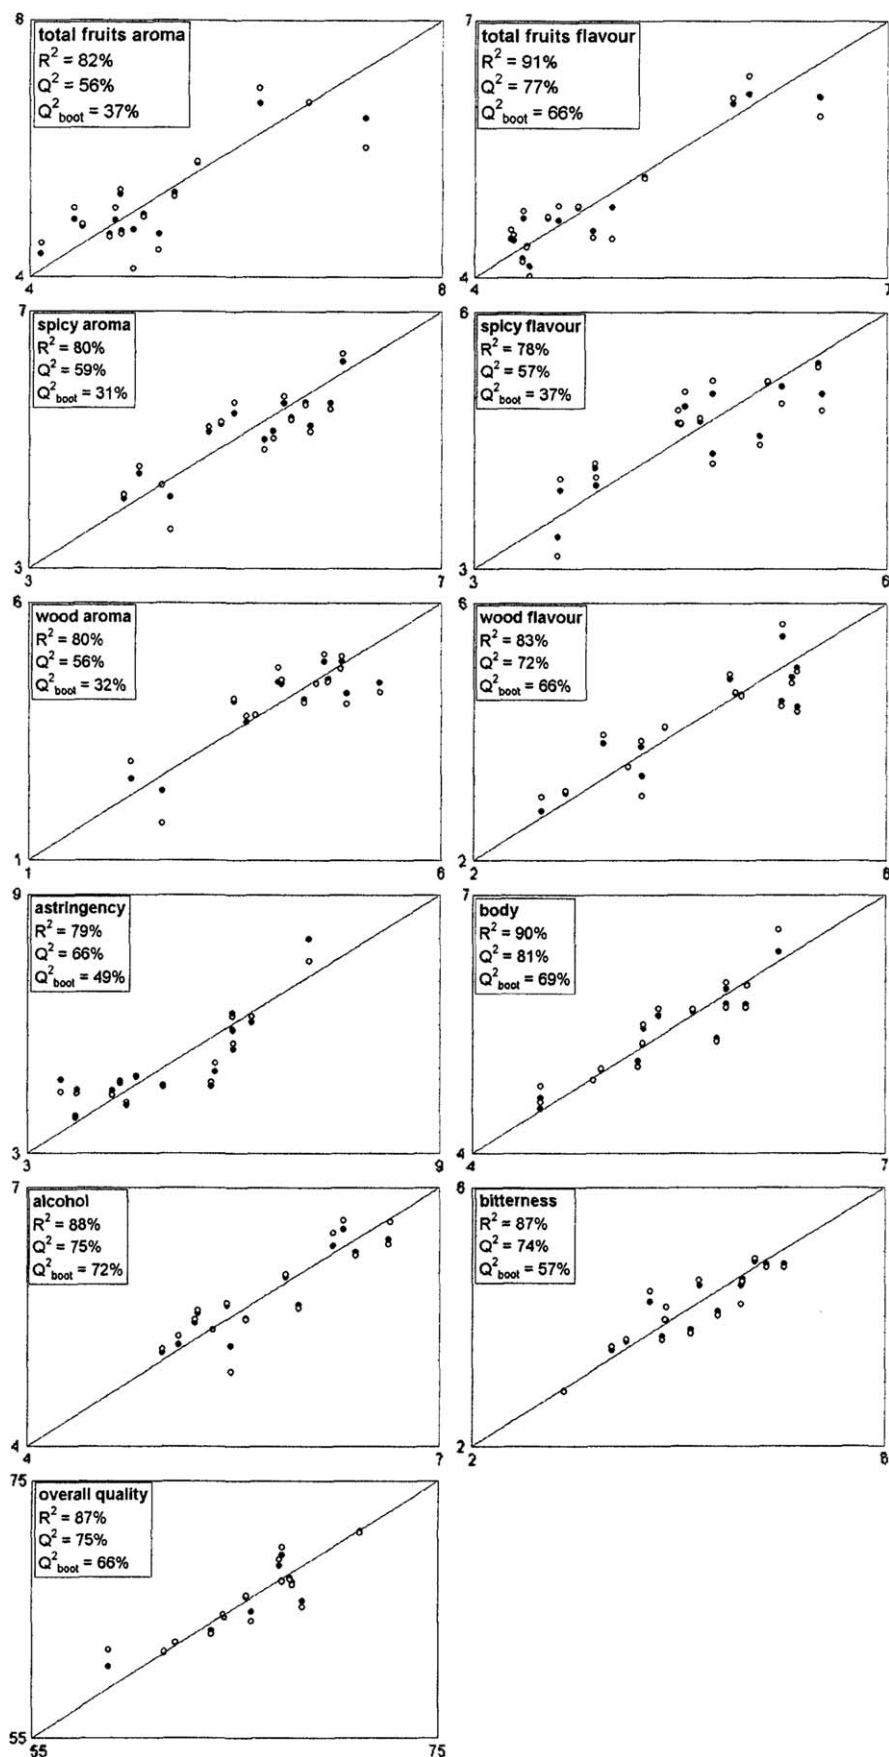 8
total fruits aroma
R² = 82%
Q² = 56%
Q²boot = 37%
4
4
8
7
total fruits flavour
R² = 91%
Q² = 77%
Q²boot = 66%
4
4
7
7
spicy aroma
R² = 80%
Q² = 59%
Q²boot = 31%
3
3
7
6
spicy flavour
R² = 78%
Q² = 57%
Q²boot = 37%
3
3
6
6
wood aroma
R² = 80%
Q² = 56%
Q²boot = 32%
1
1
6
6
wood flavour
R² = 83%
Q² = 72%
Q²boot = 66%
2
2
6
9
astringency
R² = 79%
Q² = 66%
Q²boot = 49%
3
3
9
7
body
R² = 90%
Q² = 81%
Q²boot = 69%
4
4
7
7
alcohol
R² = 88%
Q² = 75%
Q²boot = 72%
4
4
7
8
bitterness
R² = 87%
Q² = 74%
Q²boot = 57%
2
2
8
75
overall quality
R² = 87%
Q² = 75%
Q²boot = 66%
55
55
75